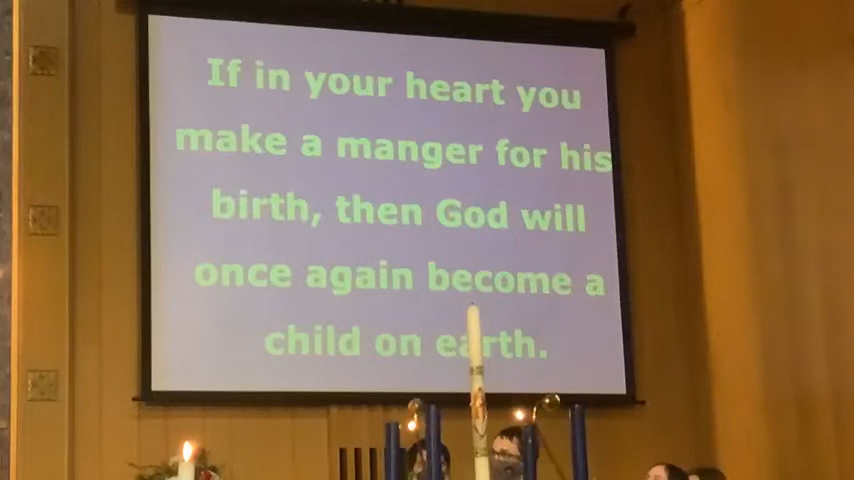 If in your heart you
make a manger for his
birth, then God will
once again become a
child on earth.